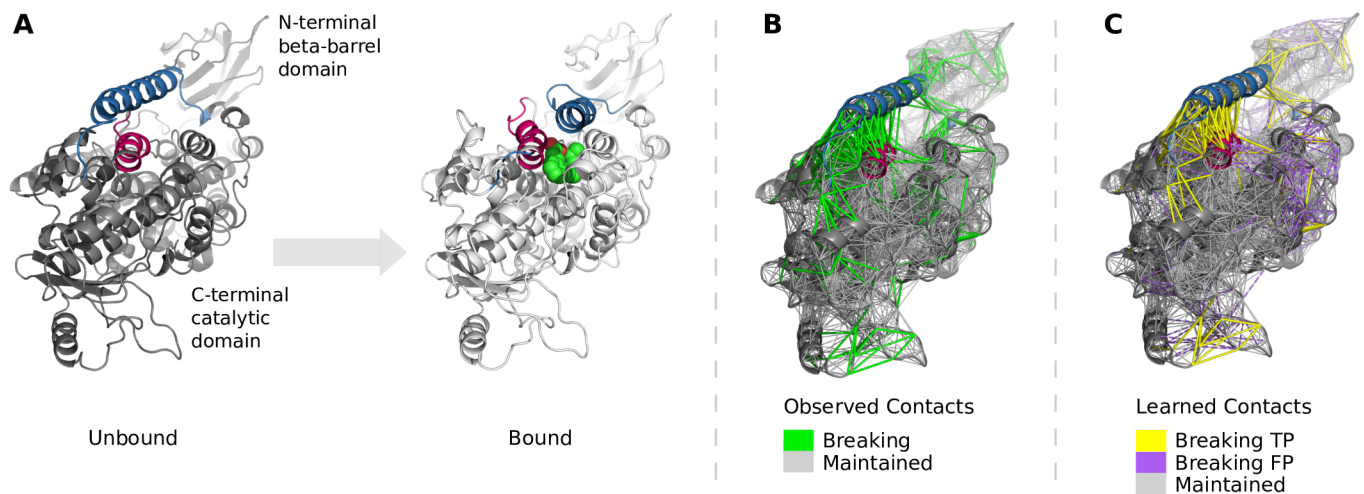 A
N-terminal
beta-barrel
domain
C-terminal
catalytic
domain
Unbound
Bound
B
Observed Contacts
Breaking
Maintained
C
Learned Contacts
Breaking TP
Breaking FP
Maintained